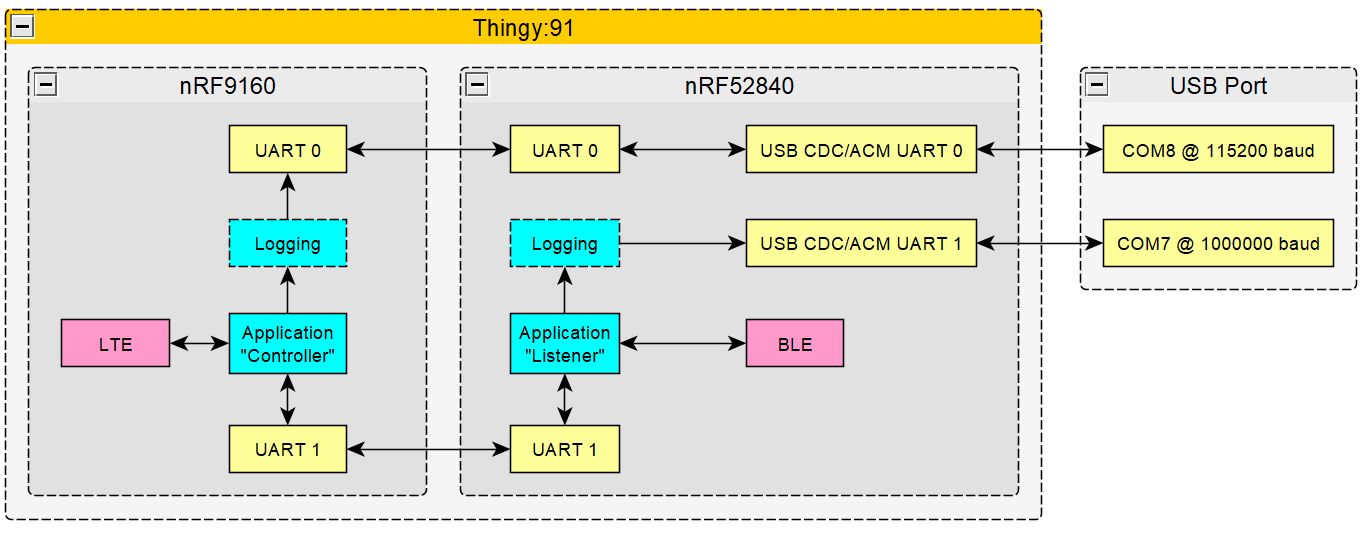 Thingy:91
nRF9160
nRF52840
USB Port
UART 0
UART 0
USB CDC/ACM UART 0
COM8 @ 115200 baud
Logging
Logging
USB CDC/ACM UART 1
COM7 @ 1000000 baud
LTE
Application
"Controller"
Application
"Listener"
BLE
UART 1
UART 1